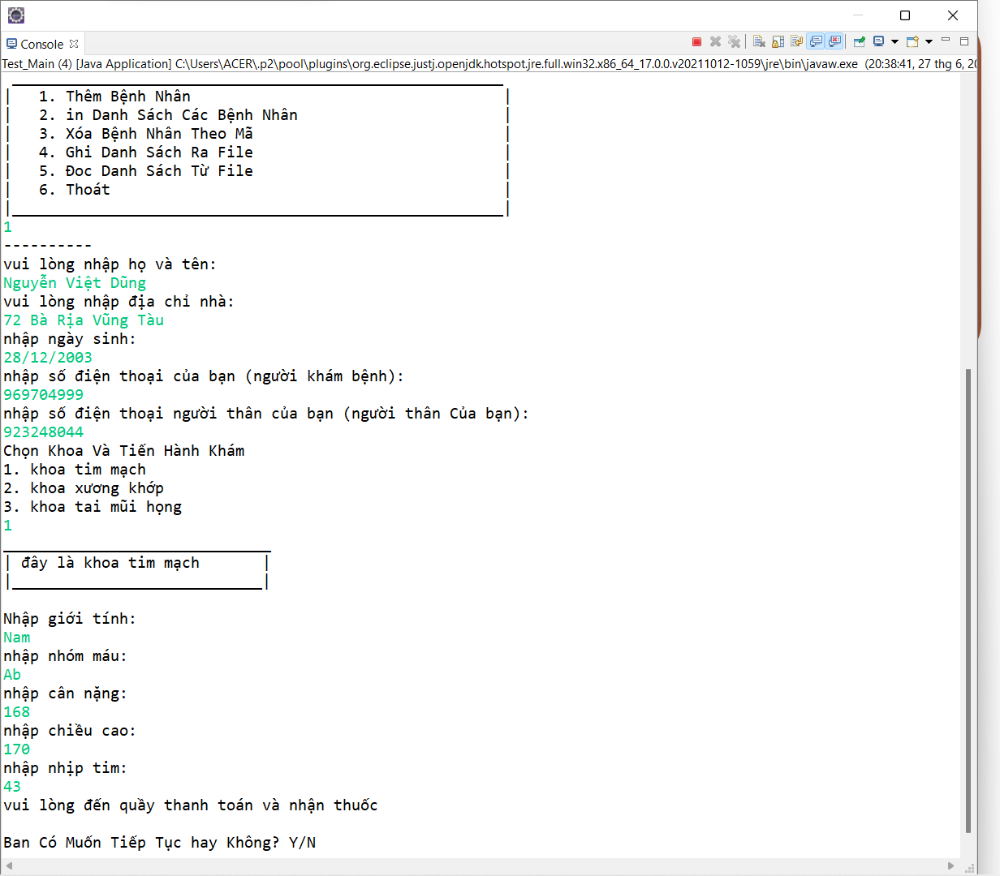 Console
Test_Main (4) [Java Application] C:\Users\ACER\.p2\pool\plugins\org.eclipse.justj.openjdk.hotspot.jre.full.win32.x86_64_17.0.0.v20211012-1059\jre\bin\javaw.exe (20:38:41, 27 thg 6, 20
1. Thêm Bệnh Nhân
2. in Danh Sách Các Bệnh Nhân
3. Xóa Bệnh Nhân Theo Mã
4. Ghi Danh Sách Ra File
5. Đoc Danh Sách Từ File
6. Thoát
1
----------
vui lòng nhập họ và tên:
Nguyễn Việt Dũng
vui lòng nhập địa chỉ nhà:
72 Bà Rịa Vũng Tàu
nhập ngày sinh:
28/12/2003
nhập số điện thoại của bạn (người khám bệnh):
969704999
nhập số điện thoại người thân của bạn (người thân Của bạn):
923248044
Chọn Khoa Và Tiến Hành Khám
1. khoa tim mạch
2. khoa xương khớp
3. khoa tai mũi họng
1
đây là khoa tim mạch
Nhập giới tính:
Nam
nhập nhóm máu:
Ab
nhập cân nặng:
168
nhập chiều cao:
170
nhập nhịp tim:
43
vui lòng đến quầy thanh toán và nhận thuốc
Ban Có Muốn Tiếp Tục hay Không? Y/N